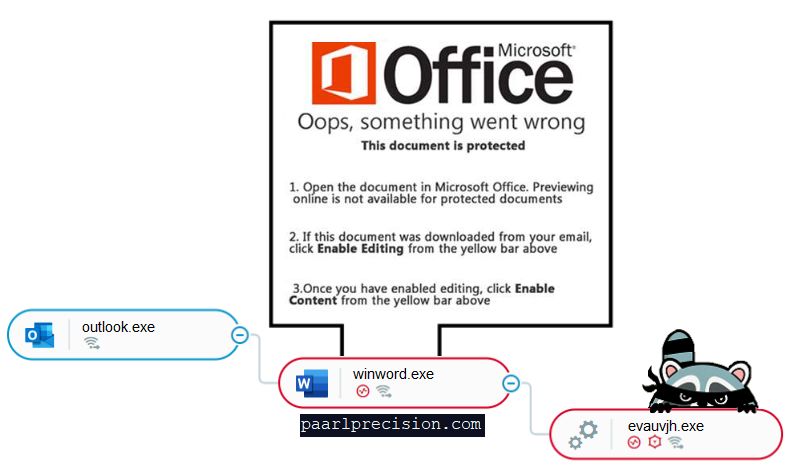 Microsoft®
Office
Oops, something went wrong
This document is protected
1. Open the document in Microsoft Office. Previewing
online is not available for protected documents
2. If this document was downloaded from your email,
click Enable Editing from the yellow bar above
3.Once you have enabled editing, click Enable
Content from the yellow bar above
outlook.exe
winword.exe
paarlprecision.com
evauvjh.exe